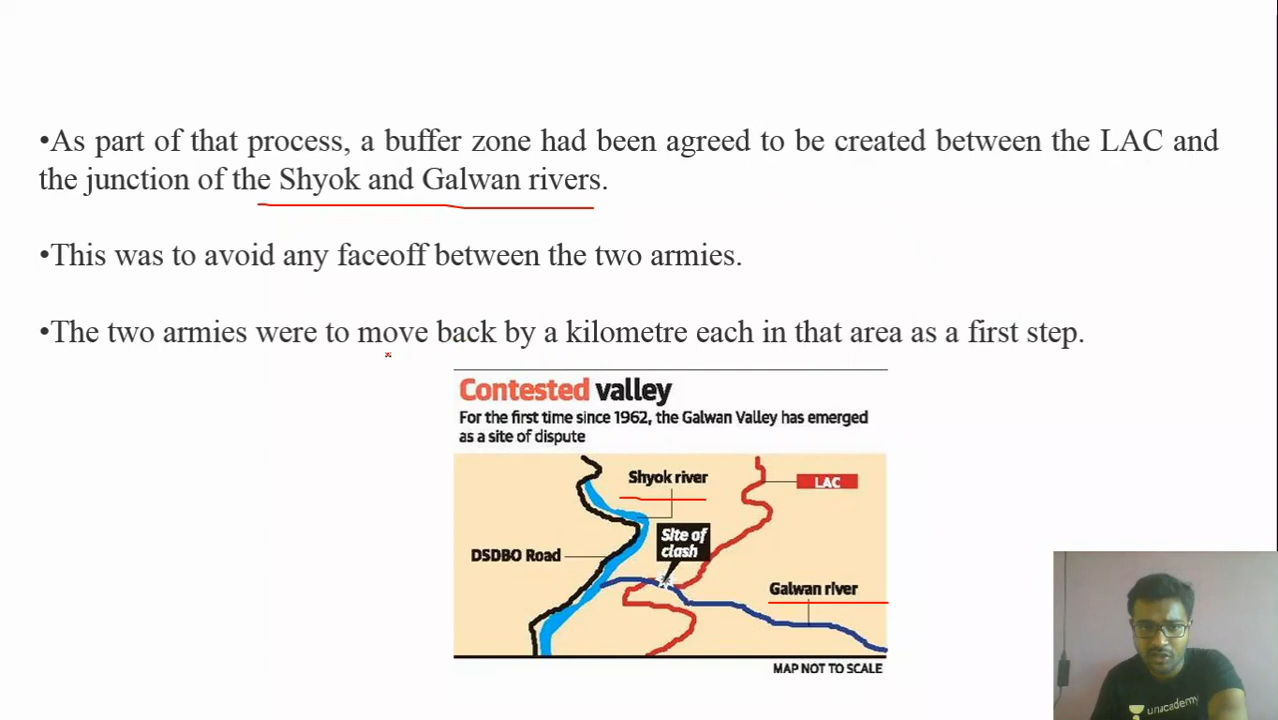 •As part of that process, a buffer zone had been agreed to be created between the LAC and
the junction of the Shyok and Galwan rivers.
•This was to avoid any faceoff between the two armies.
•The two armies were to move back by a kilometre each in that area as a first step.
Contested valley
For the first time since 1962, the Galwan Valley has emerged
as a site of dispute
Shyok river
LAC
Site of
clash
DSDBO Road
Galwan river
MAP NOT TO SCALE
unacademy